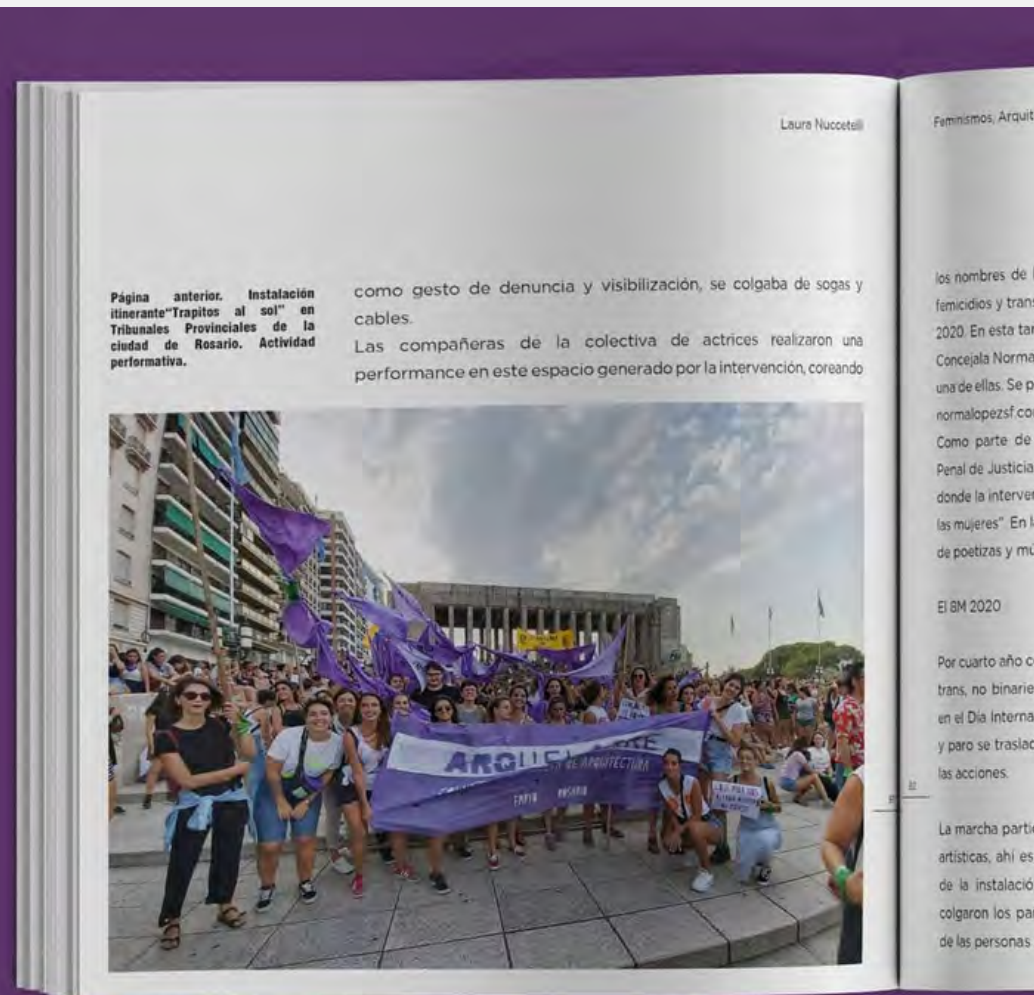 Laura Nuccetelli
Página anterior. Instalación
itinerante“Trapitos al sol” en
Tribunales Provinciales de la
ciudad de Rosario. Actividad
performativa.
como gesto de denuncia y visibilización, se colgaba de sogas y
cables.
Las compañeras de la colectiva de actrices realizaron una
performance en este espacio generado por la intervención, coreando
DE ARQUITECTURA
FAPyD ROSARIO
Feminismos, Arquit
los nombres de l
femicidios y trans
2020. En esta tar
Concejala Norma
una de ellas. Se p
normalopezsf.co
Como parte de
Penal de Justicia
donde la interve
las mujeres”. En l
de poetizas y mú
El 8M 2020
Por cuarto año c
trans, no binarie
en el Día Interna
y paro se traslad
las acciones.
La marcha parti
artísticas, ahí es
de la instalació
colgaron los pa
de las personas